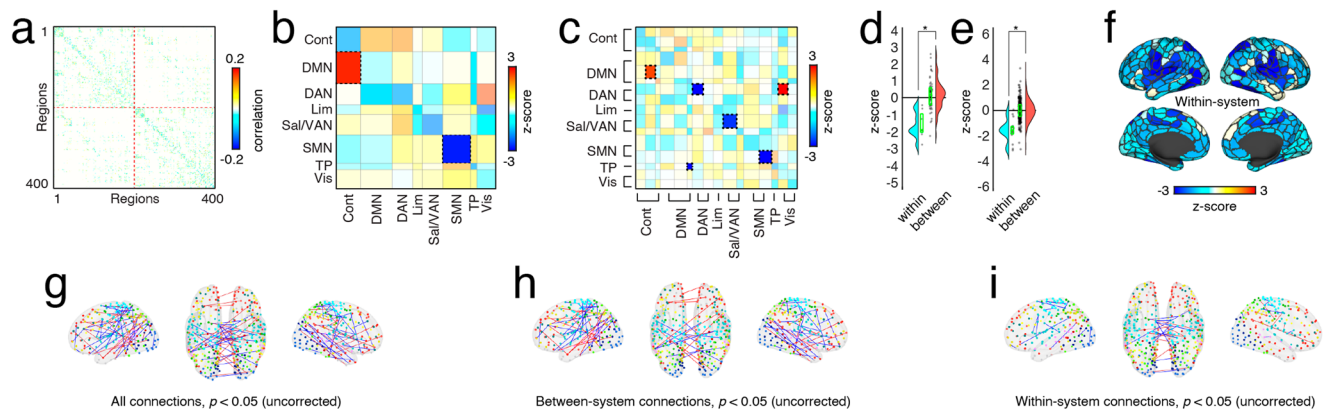 a
1
Regions
400
1
Regions
400
0.2
correlation
-0.2
b
Cont
DMN
DAN
Lim
Sal/VAN
SMN
TP
Vis
Cont
DMN
DAN
Lim
Sal/VAN
SMN
TP
Vis
3
z-score
-3
c
Cont
DMN
DAN
Lim
Sal/VAN
SMN
TP
Vis
Cont
DMN
DAN
Lim
Sal/VAN
SMN
TP
Vis
3
z-score
-3
d
*
z-score
4
3
2
1
0
-1
-2
-3
-4
-5
within
between
e
*
z-score
6
4
2
0
-2
-4
-6
within
between
f
Within-system
-3
3
z-score
g
All connections, p < 0.05 (uncorrected)
h
Between-system connections, p < 0.05 (uncorrected)
i
Within-system connections, p < 0.05 (uncorrected)